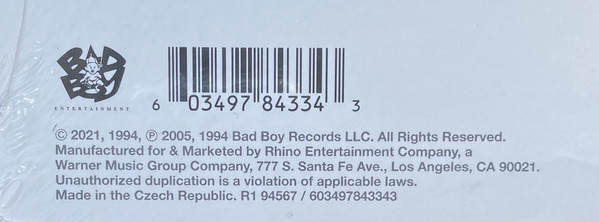 BAD
BOY
ENTERTAINMENT
6 03497 84334 3
© 2021, 1994, ℗ 2005, 1994 Bad Boy Records LLC. All Rights Reserved.
Manufactured for & Marketed by Rhino Entertainment Company, a
Warner Music Group Company, 777 S. Santa Fe Ave., Los Angeles, CA 90021.
Unauthorized duplication is a violation of applicable laws.
Made in the Czech Republic. R1 94567 / 603497843343